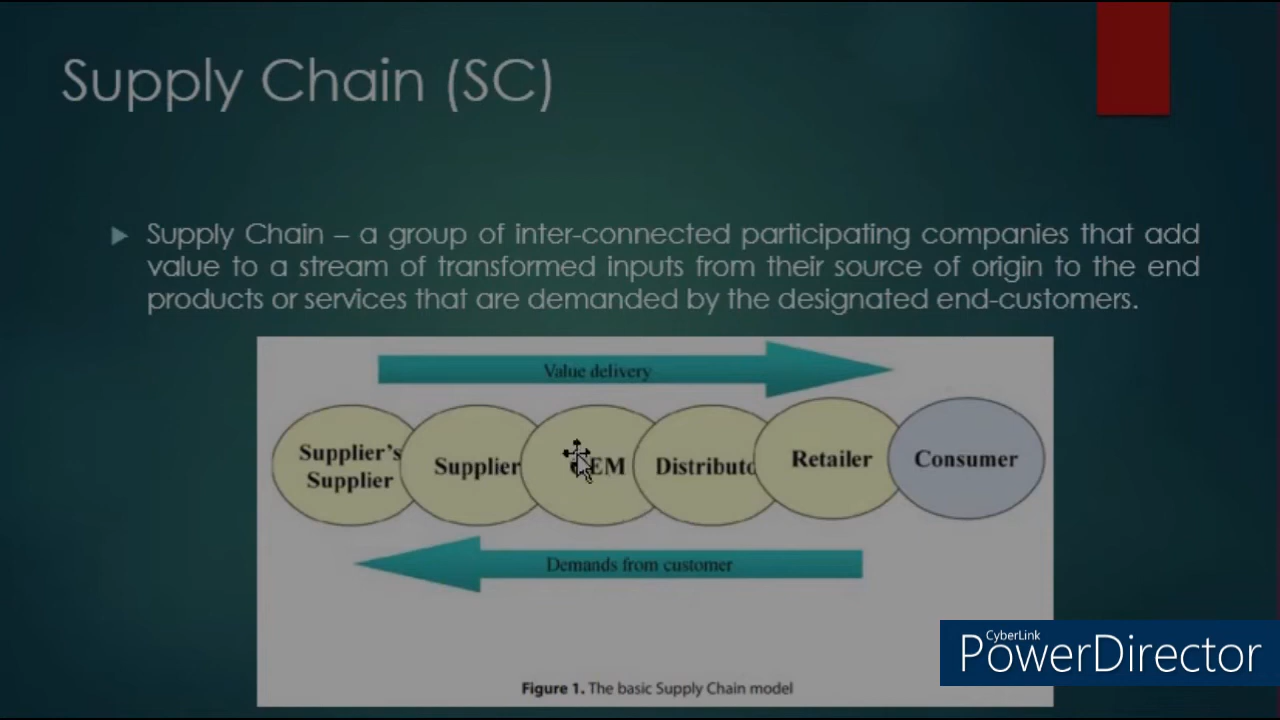 Supply Chain (SC)
Supply Chain – a group of inter-connected participating companies that add
value to a stream of transformed inputs from their source of origin to the end
products or services that are demanded by the designated end-customers.
Value delivery
Supplier's
Supplier
Supplier
EM
Distributo
Retailer
Consumer
Demands from customer
Figure 1. The basic Supply Chain model
CyberLink
PowerDirector